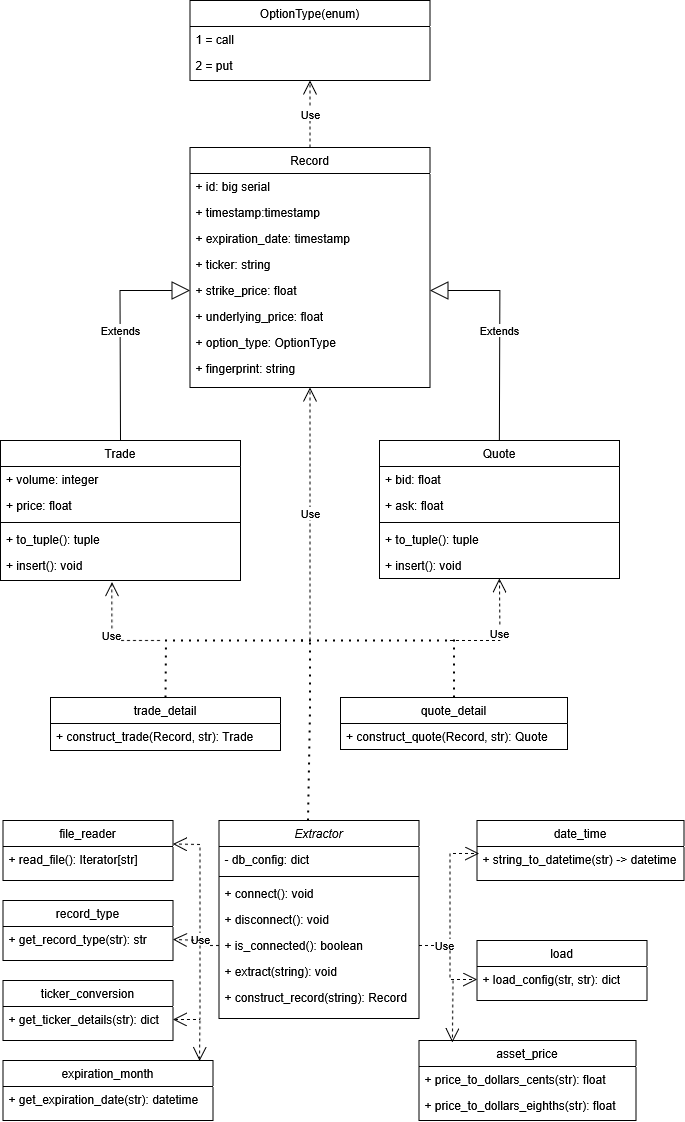 OptionType(enum)
1 = call
2 = put
Use
Record
+ id: big serial
+ timestamp:timestamp
+ expiration_date: timestamp
+ ticker: string
+ strike_price: float
+ underlying_price: float
+ option_type: OptionType
+ fingerprint: string
Extends
Extends
Trade
+ volume: integer
+ price: float
+ to_tuple(): tuple
+ insert(): void
Quote
+ bid: float
+ ask: float
+ to_tuple(): tuple
+ insert(): void
Use
Use
Use
trade_detail
+ construct_trade(Record, str): Trade
quote_detail
+ construct_quote(Record, str): Quote
file_reader
+ read_file(): Iterator[str]
record_type
+ get_record_type(str): str
ticker_conversion
+ get_ticker_details(str): dict
expiration_month
+ get_expiration_date(str): datetime
Use
Extractor
- db_config: dict
+ connect(): void
+ disconnect(): void
+ is_connected(): boolean
+ extract(string): void
+ construct_record(string): Record
Use
date_time
+ string_to_datetime(str) -> datetime
load
+ load_config(str, str): dict
asset_price
+ price_to_dollars_cents(str): float
+ price_to_dollars_eighths(str): float